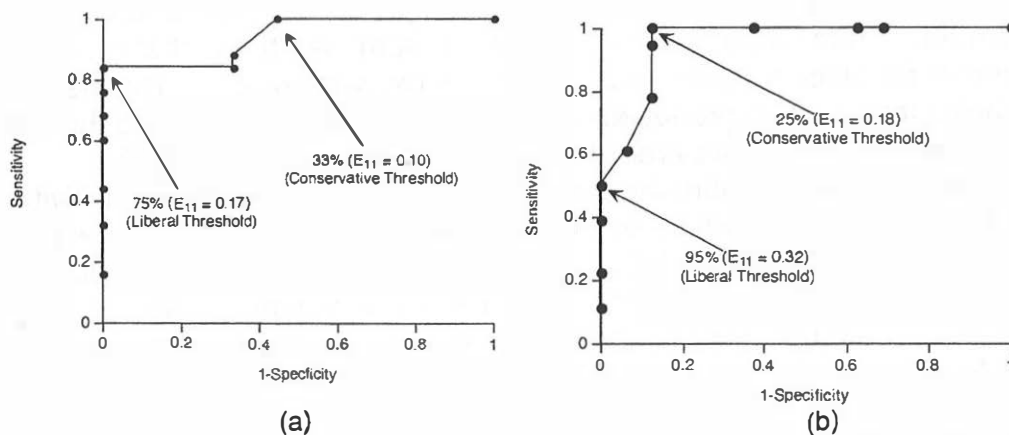 1
0.8
0.6
0.4
0.2
0
0
0.2
0.4
0.6
0.8
1
Sensitivity
1-Specficity
33% (E11 = 0.10)
(Conservative Threshold)
75% (E11 = 0.17)
(Liberal Threshold)
(a)
1
0.8
0.6
0.4
0.2
0
0
0.2
0.4
0.6
0.8
1
Sensitivity
1-Specificity
25% (E11 = 0.18)
(Conservative Threshold)
95% (E11 = 0.32)
(Liberal Threshold)
(b)